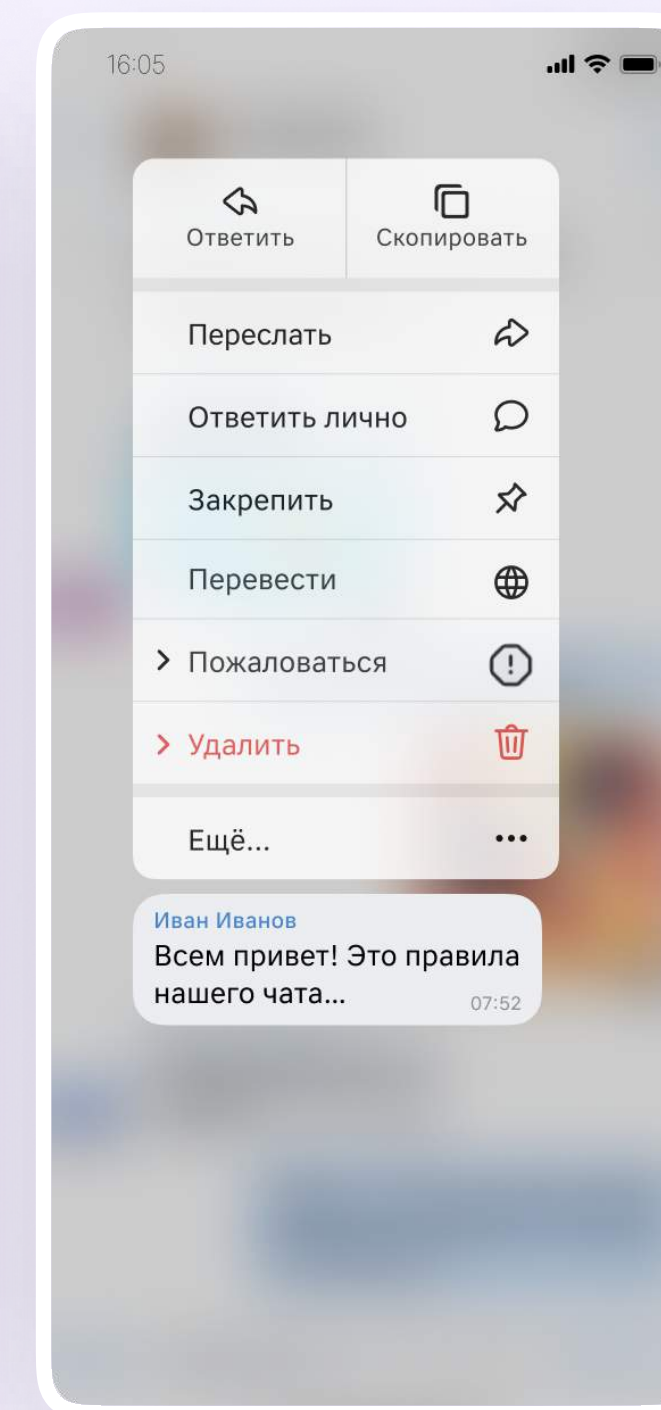 16:05
Ответить Скопировать
Переслать
Ответить лично
Закрепить
Перевести
Пожаловаться
Удалить
Ещё...
Иван Иванов
Всем привет! Это правила
нашего чата...
07:52